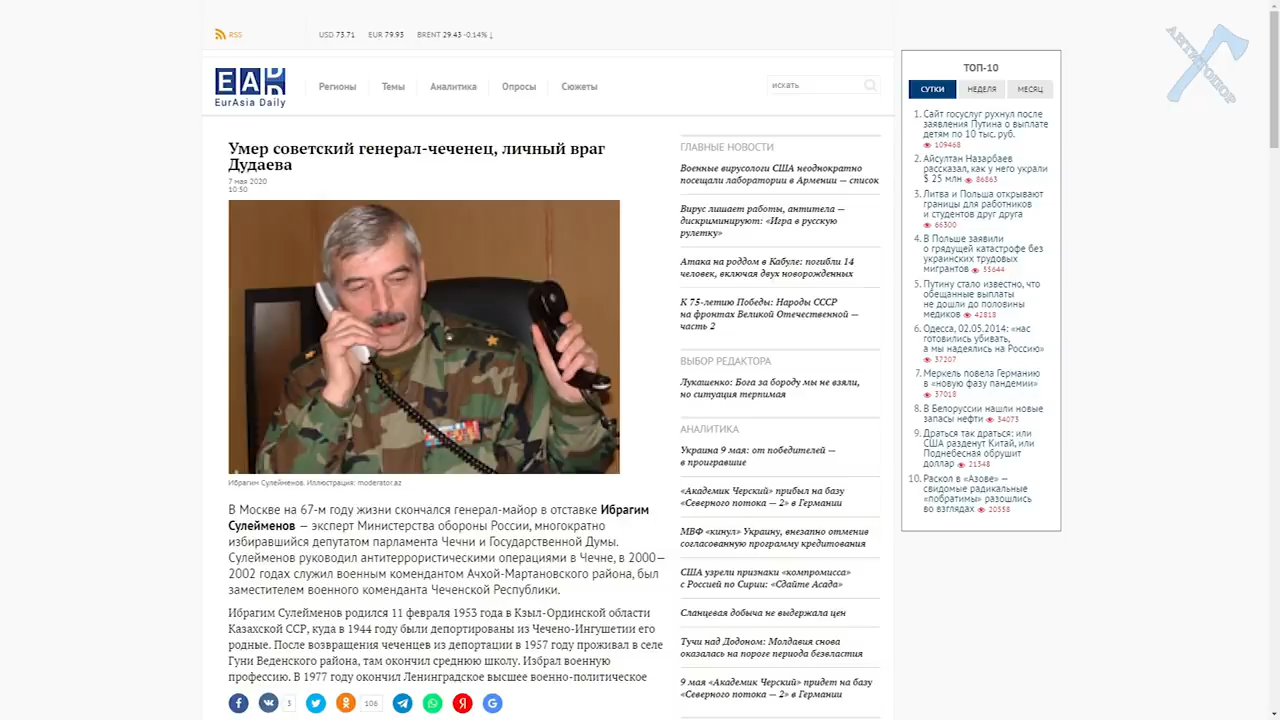 RSS
USD 73.71 EUR 79.93 BRENT 29.43 -0.14% ↓
EAD
EurAsia Daily
Регионы Темы Аналитика Опросы Сюжеты
искать
Умер советский генерал-чеченец, личный враг
Дудаева
7 мая 2020
10:50
Ибрагим Сулейменов. Иллюстрация: moderator.az
В Москве на 67-м году жизни скончался генерал-майор в отставке Ибрагим
Сулейменов — эксперт Министерства обороны России, многократно
избиравшийся депутатом парламента Чечни и Государственной Думы.
Сулейменов руководил антитеррористическими операциями в Чечне, в 2000—
2002 годах служил военным комендантом Ачхой-Мартановского района, был
заместителем военного коменданта Чеченской Республики.
Ибрагим Сулейменов родился 11 февраля 1953 года в Кзыл-Ординской области
Казахской ССР, куда в 1944 году были депортированы из Чечено-Ингушетии его
родные. После возвращения чеченцев из депортации в 1957 году проживал в селе
Гуни Веденского района, там окончил среднюю школу. Избрал военную
профессию. В 1977 году окончил Ленинградское высшее военно-политическое
3
106
ГЛАВНЫЕ НОВОСТИ
Военные вирусологи США неоднократно
посещали лаборатории в Армении — список
Вирус лишает работы, антитела —
дискриминируют: «Игра в русскую
рулетку»
Атака на роддом в Кабуле: погибли 14
человек, включая двух новорожденных
К 75-летию Победы: Народы СССР
на фронтах Великой Отечественной —
часть 2
ВЫБОР РЕДАКТОРА
Лукашенко: Бога за бороду мы не взяли,
но ситуация терпимая
АНАЛИТИКА
Украина 9 мая: от победителей —
в проигравшие
«Академик Черский» прибыл на базу
«Северного потока — 2» в Германии
МВФ «кинул» Украину, внезапно отменив
согласованную программу кредитования
США узрели признаки «компромисса»
с Россией по Сирии: «Сдайте Асада»
Сланцевая добыча не выдержала цен
Тучи над Додоном: Молдавия снова
оказалась на пороге периода безвластия
9 мая «Академик Черский» придет на базу
«Северного потока — 2» в Германии
ТОП-10
СУТКИ НЕДЕЛЯ МЕСЯЦ
1. Сайт госуслуг рухнул после
заявления Путина о выплате
детям по 10 тыс. руб.
109468
2. Айсултан Назарбаев
рассказал, как у него украли
$ 25 млн 86863
3. Литва и Польша открывают
границы для работников
и студентов друг друга
66300
4. В Польше заявили
о грядущей катастрофе без
украинских трудовых
мигрантов 55644
5. Путину стало известно, что
обещанные выплаты
не дошли до половины
медиков 42818
6. Одесса, 02.05.2014: «нас
готовились убивать,
а мы надеялись на Россию»
37207
7. Меркель повела Германию
в «новую фазу пандемии»
37018
8. В Белоруссии нашли новые
запасы нефти 34073
9. Драться так драться: или
США разденут Китай, или
Поднебесная обрушит
доллар 21348
10. Раскол в «Азове» —
свидомые радикальные
«побратимы» разошлись
во взглядах 20558